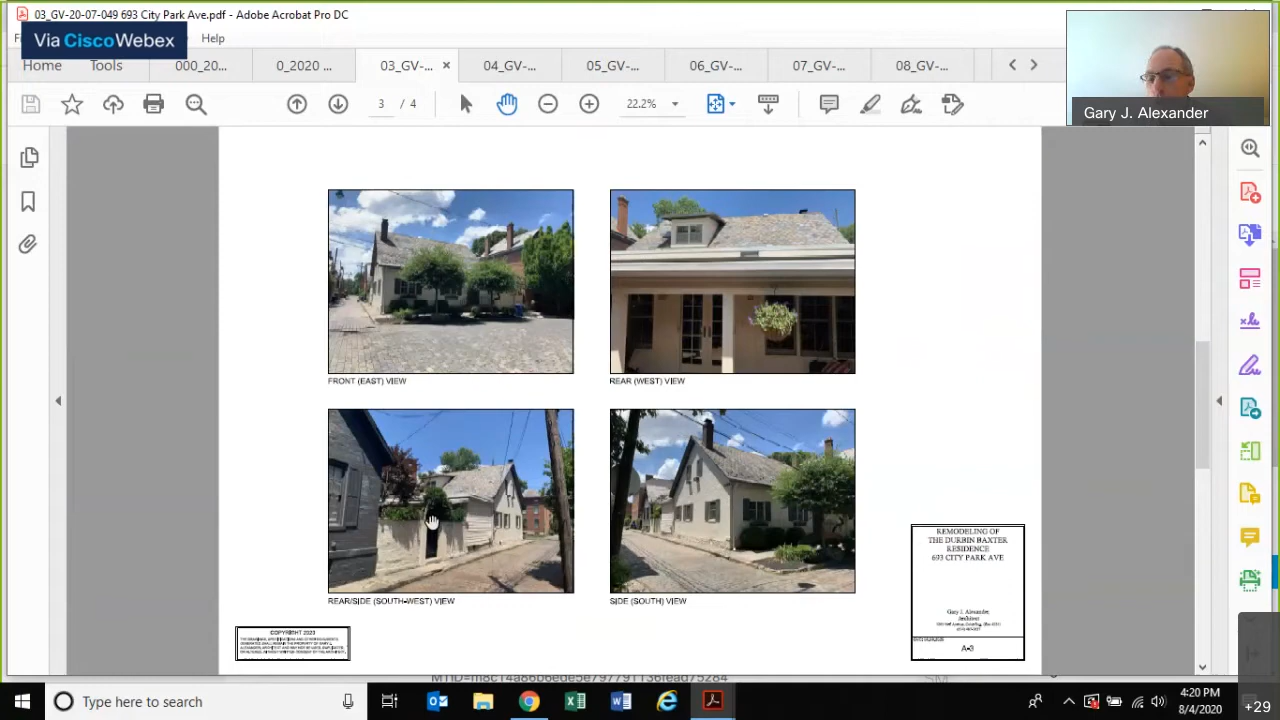 03_GV-20-07-049 693 City Park Ave.pdf - Adobe Acrobat Pro DC
Via Cisco Webex
Help
Home
Tools
000_20...
0_2020 ...
03_GV-...
04_GV-...
05_GV-...
06_GV-...
07_GV-...
08_GV-...
3 / 4
22.2%
Gary J. Alexander
FRONT (EAST) VIEW
REAR (WEST) VIEW
REAR/SIDE (SOUTH-WEST) VIEW
SIDE (SOUTH) VIEW
REMODELING OF
THE DURBIN BAXTER
RESIDENCE
693 CITY PARK AVE
Gary J. Alexander
Architect
A-3
COPYRIGHT 2020
Type here to search
4:20 PM
8/4/2020
+29